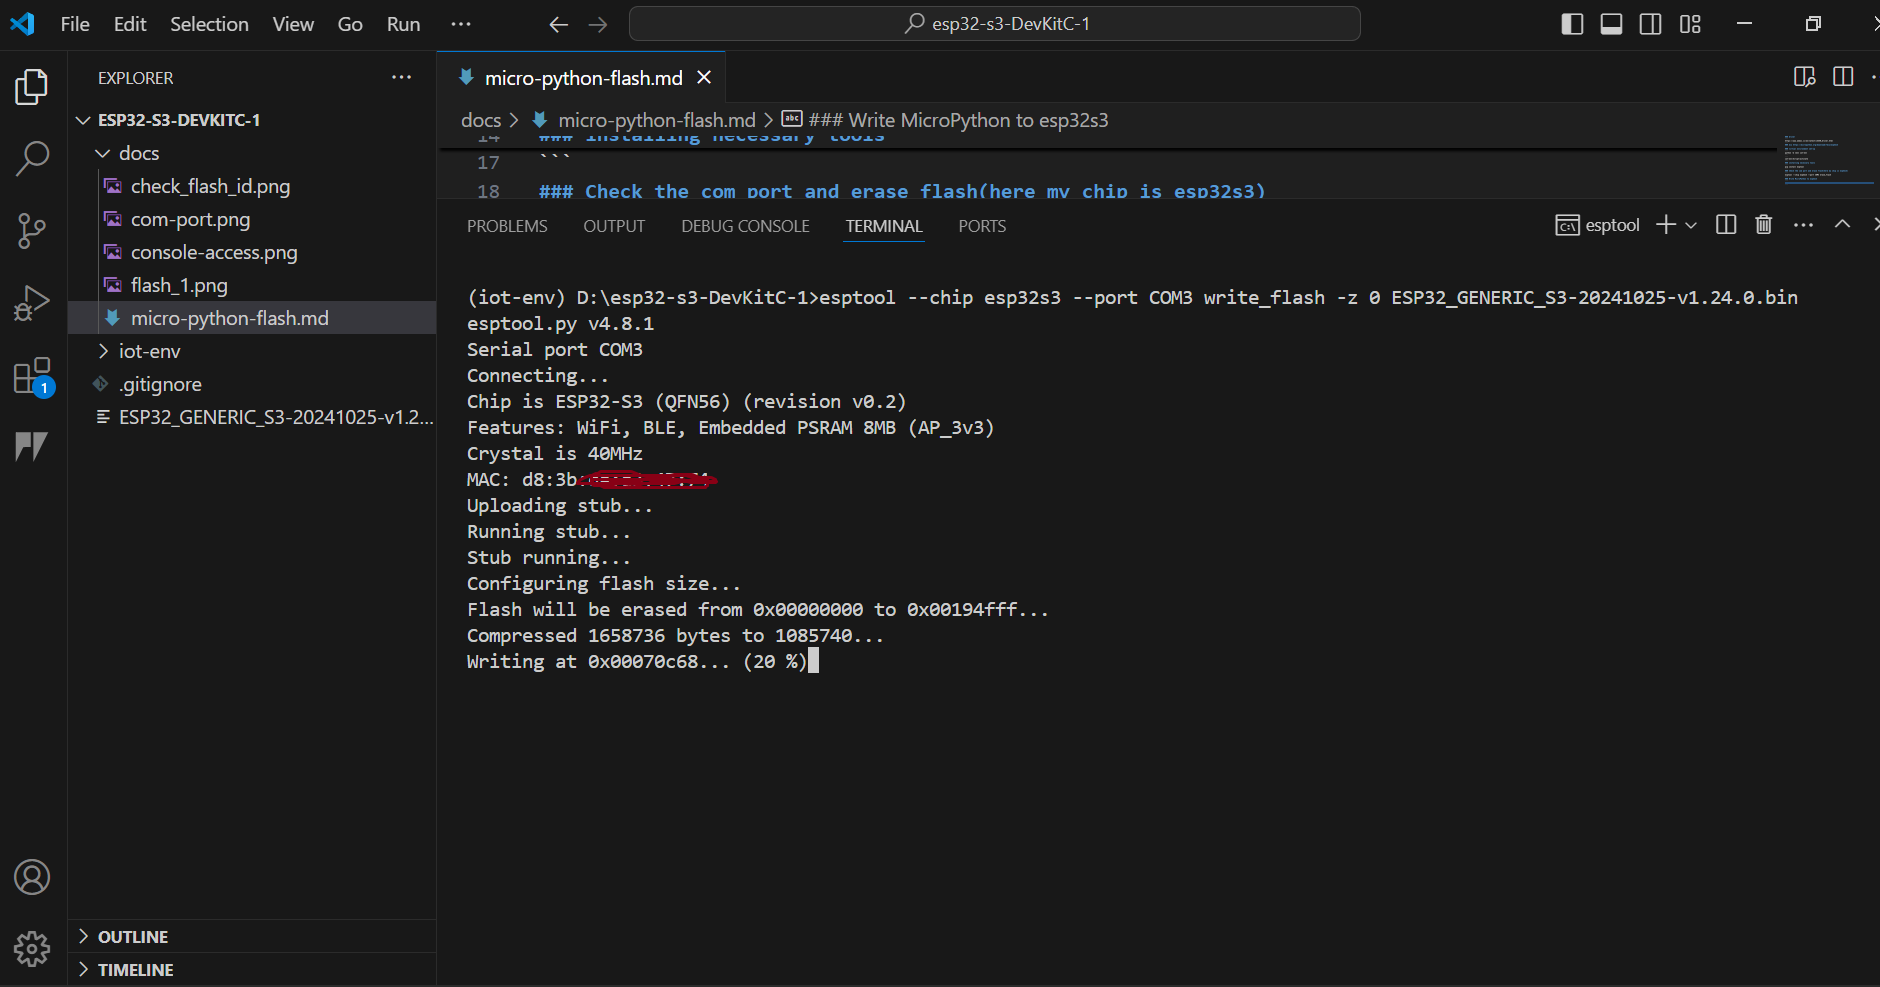 File Edit Selection View Go Run ···
esp32-s3-DevKitC-1
EXPLORER
ESP32-S3-DEVKITC-1
docs
check_flash_id.png
com-port.png
console-access.png
flash_1.png
micro-python-flash.md
iot-env
.gitignore
ESP32_GENERIC_S3-20241025-v1.2...
1
OUTLINE
TIMELINE
micro-python-flash.md
docs > micro-python-flash.md > abc ### Write MicroPython to esp32s3
14 ### Installing necessary tools
17 ```
18 ### Check the com port and erase flash(here my chip is esp32s3)
PROBLEMS OUTPUT DEBUG CONSOLE TERMINAL PORTS
esptool
(iot-env) D:\esp32-s3-DevKitC-1>esptool --chip esp32s3 --port COM3 write_flash -z 0 ESP32_GENERIC_S3-20241025-v1.24.0.bin
esptool.py v4.8.1
Serial port COM3
Connecting...
Chip is ESP32-S3 (QFN56) (revision v0.2)
Features: WiFi, BLE, Embedded PSRAM 8MB (AP_3v3)
Crystal is 40MHz
MAC: d8:3b:
Uploading stub...
Running stub...
Stub running...
Configuring flash size...
Flash will be erased from 0x00000000 to 0x00194fff...
Compressed 1658736 bytes to 1085740...
Writing at 0x00070c68... (20 %)